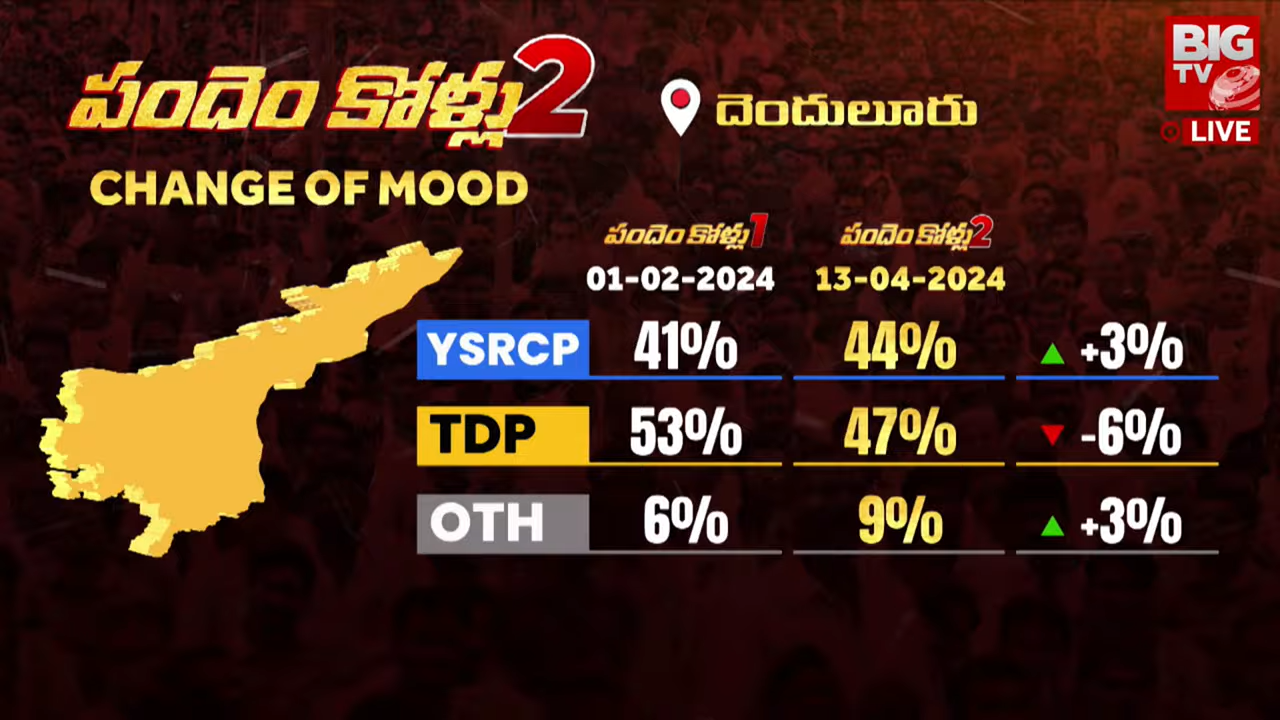 పందెం కోళ్లు 2
దెందులూరు
BIG
TV
LIVE
CHANGE OF MOOD
పందెం కోళ్లు 1 పందెం కోళ్లు 2
01-02-2024 13-04-2024
YSRCP 41% 44% +3%
TDP 53% 47% -6%
OTH 6% 9% +3%